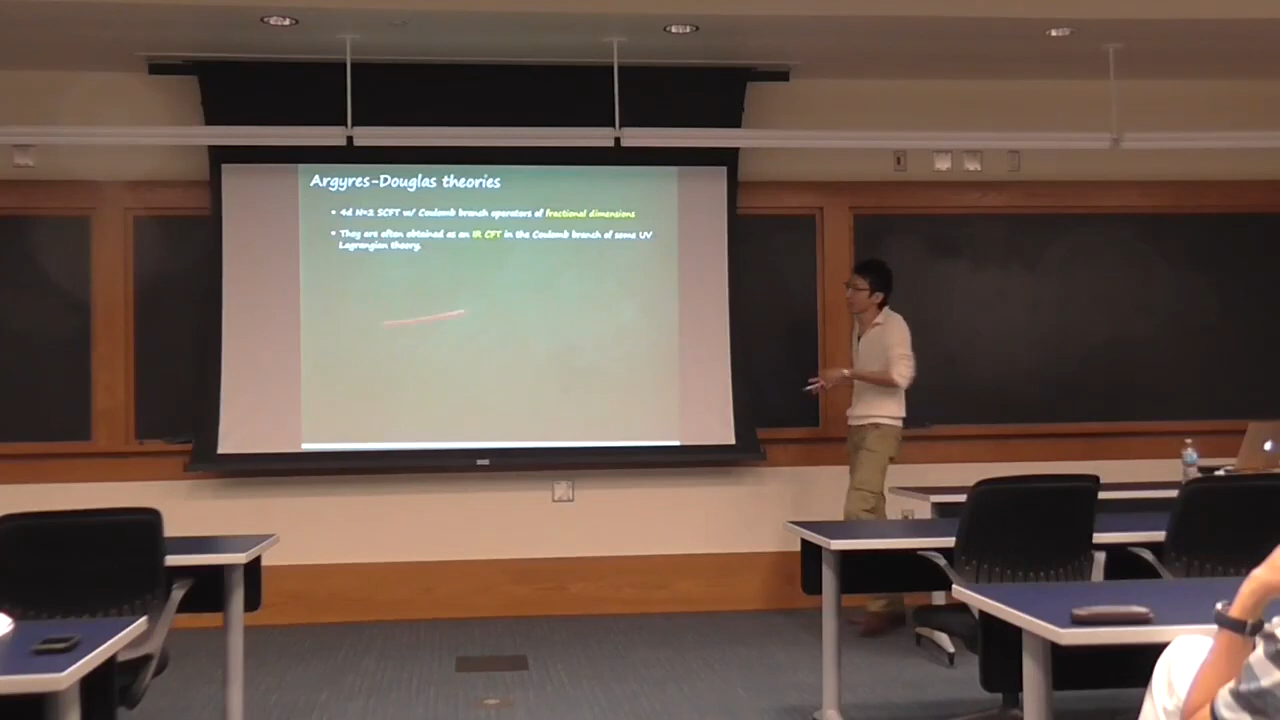 Argyres-Douglas theories
• 4d N=2 SCFT w/ Coulomb branch operators of fractional dimensions
• They are often obtained as an IR CFT in the Coulomb branch of some UV
Lagrangian theory.